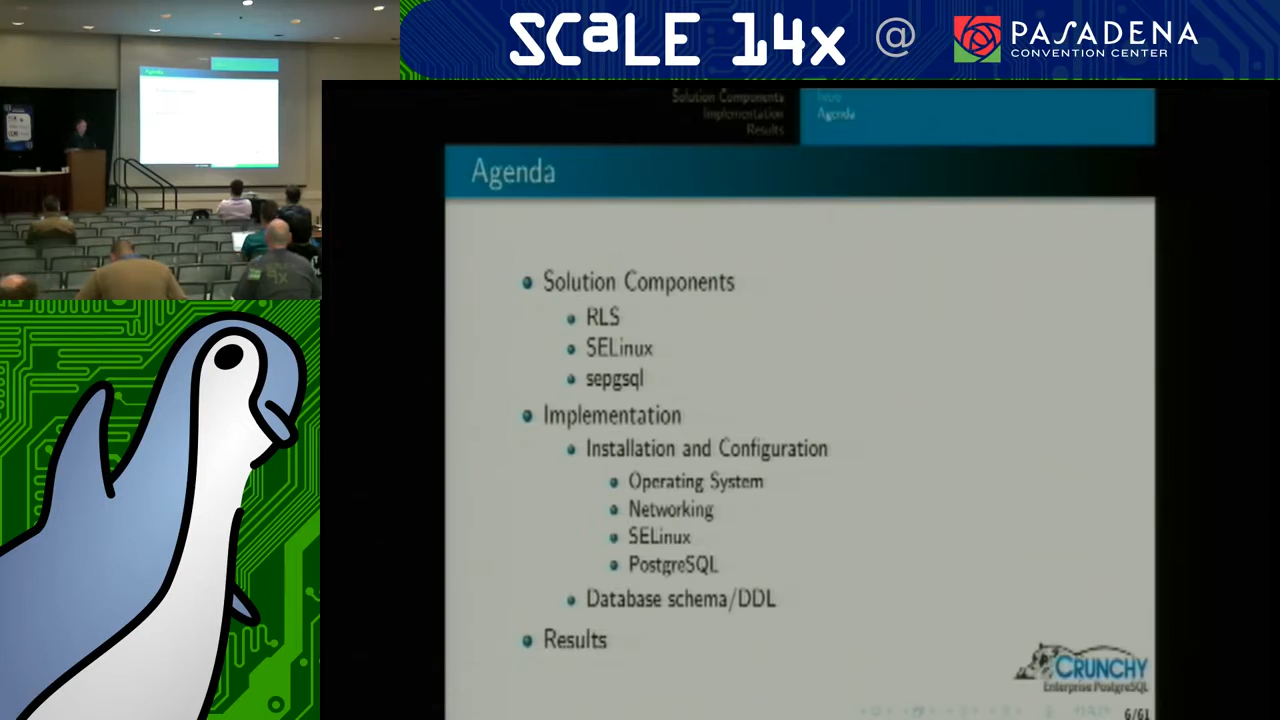 SCaLE 14x @ PASADENA
CONVENTION CENTER
Solution Components
Implementation
Results
Intro
Agenda
Agenda
Solution Components
RLS
SELinux
sepgsql
Implementation
Installation and Configuration
Operating System
Networking
SELinux
PostgreSQL
Database schema/DDL
Results
CRUNCHY
Enterprise PostgreSQL
6/61